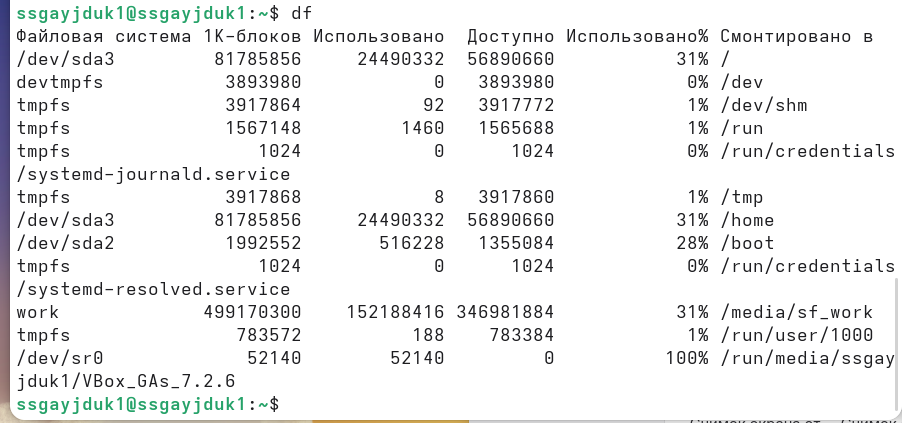 ssgayjduk1@ssgayjduk1:~$ df
Файловая система 1K-блоков Использовано  Доступно Использовано% Смонтировано в
/dev/sda3         81785856     24490332  56890660           31% /
devtmpfs           3893980            0   3893980            0% /dev
tmpfs              3917864           92   3917772            1% /dev/shm
tmpfs              1567148         1460   1565688            1% /run
tmpfs                 1024            0      1024            0% /run/credentials
/systemd-journald.service
tmpfs              3917868            8   3917860            1% /tmp
/dev/sda3         81785856     24490332  56890660           31% /home
/dev/sda2          1992552       516228   1355084           28% /boot
tmpfs                 1024            0      1024            0% /run/credentials
/systemd-resolved.service
work             499170300    152188416 346981884           31% /media/sf_work
tmpfs               783572          188    783384            1% /run/user/1000
/dev/sr0             52140        52140         0          100% /run/media/ssgay
jduk1/VBox_GAs_7.2.6
ssgayjduk1@ssgayjduk1:~$